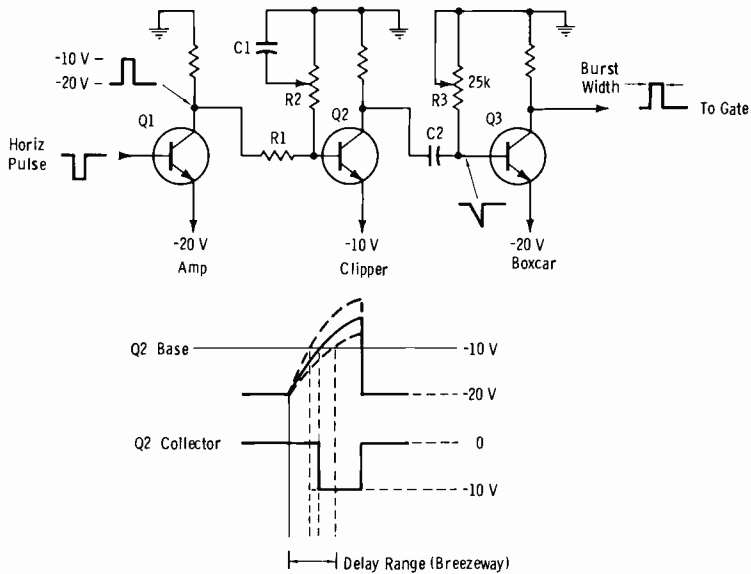 C1
-10 V
-20 V
R2
R3
25k
Burst
Width
To Gate
Q1
Q2
Q3
Horiz
Pulse
R1
C2
-20 V
Amp
-10 V
Clipper
-20 V
Boxcar
Q2 Base
-10 V
-20 V
Q2 Collector
0
-10 V
Delay Range (Breezeway)